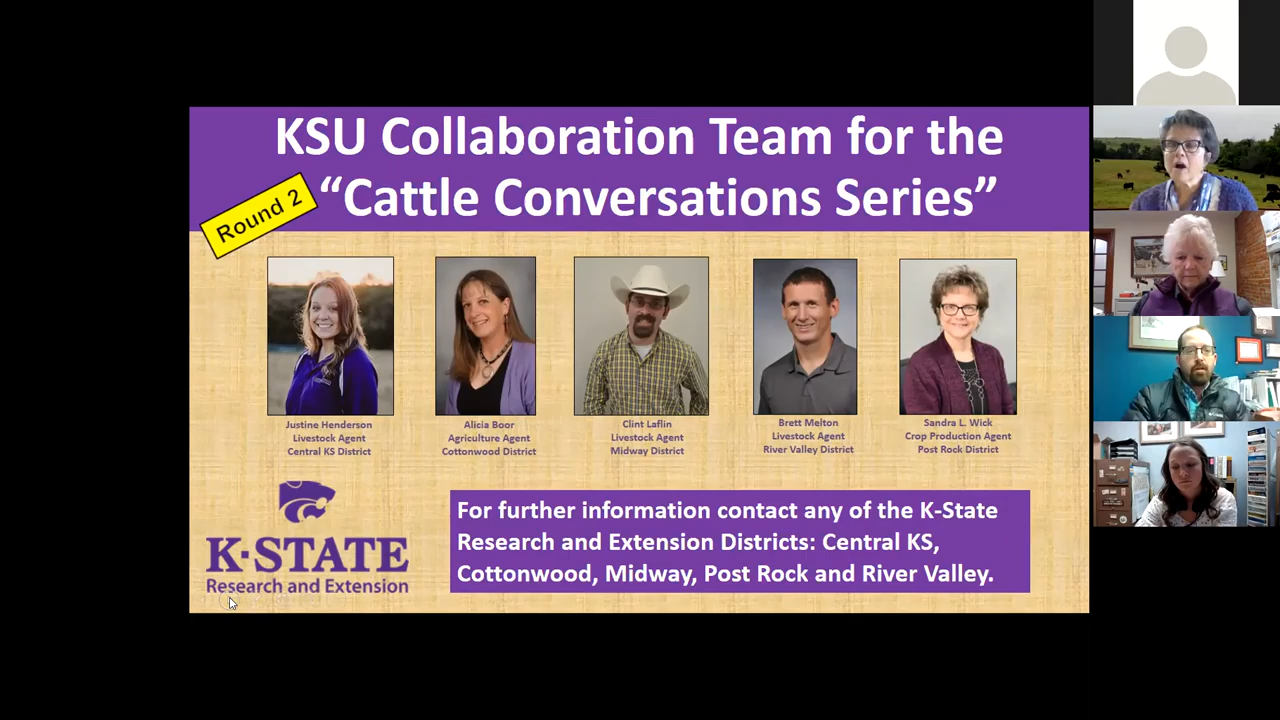 KSU Collaboration Team for the
“Cattle Conversations Series”
Round 2
Justine Henderson
Livestock Agent
Central KS District
Alicia Boor
Agriculture Agent
Cottonwood District
Clint Laflin
Livestock Agent
Midway District
Brett Melton
Livestock Agent
River Valley District
Sandra L. Wick
Crop Production Agent
Post Rock District
K-STATE
Research and Extension
For further information contact any of the K-State
Research and Extension Districts: Central KS,
Cottonwood, Midway, Post Rock and River Valley.